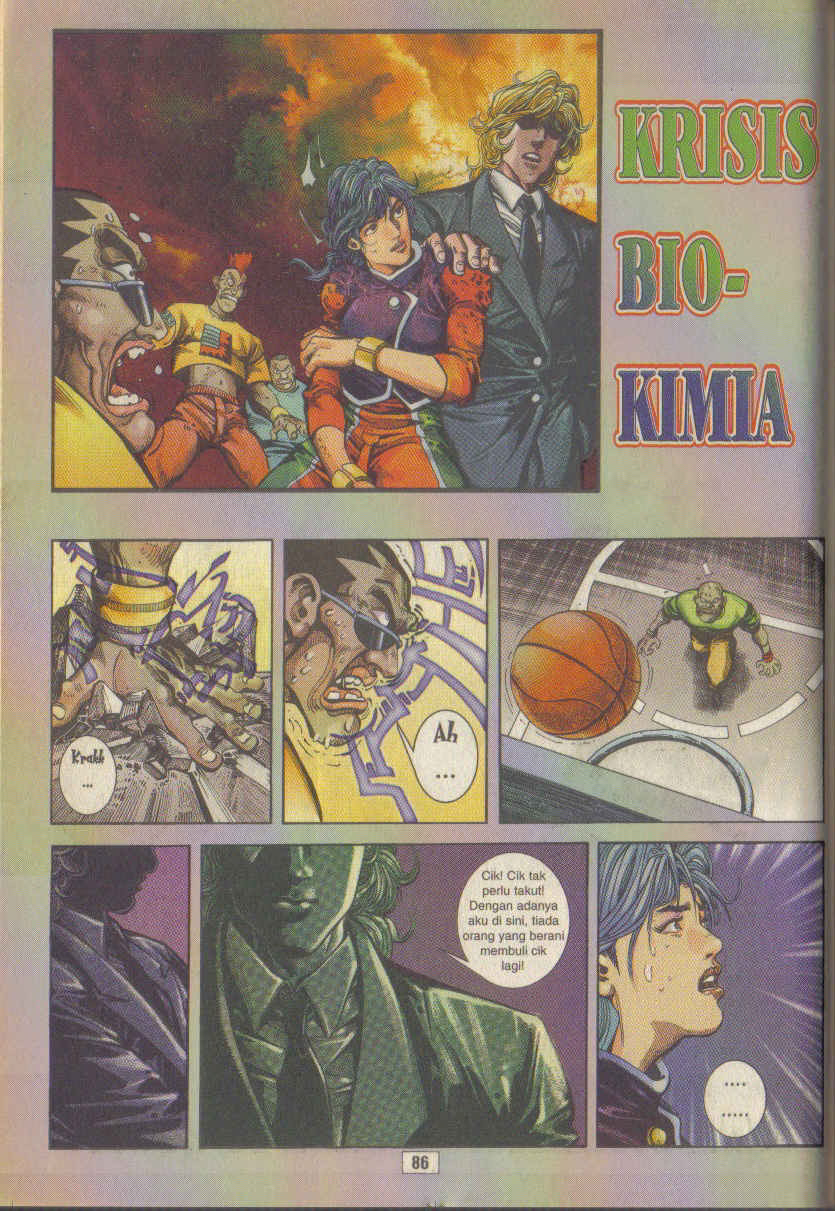 KRISIS
BIO-
KIMIA
Krakk
...
Ah
...
Cik! Cik tak
perlu takut!
Dengan adanya
aku di sini, tiada
orang yang berani
membuli cik
lagi!
....
.....
86